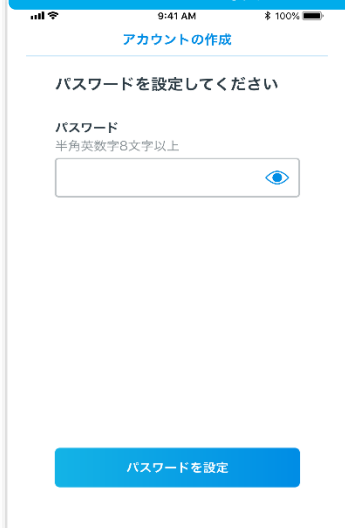 9:41 AM 100%
アカウントの作成
パスワードを設定してください
パスワード
半角英数字8文字以上
パスワードを設定